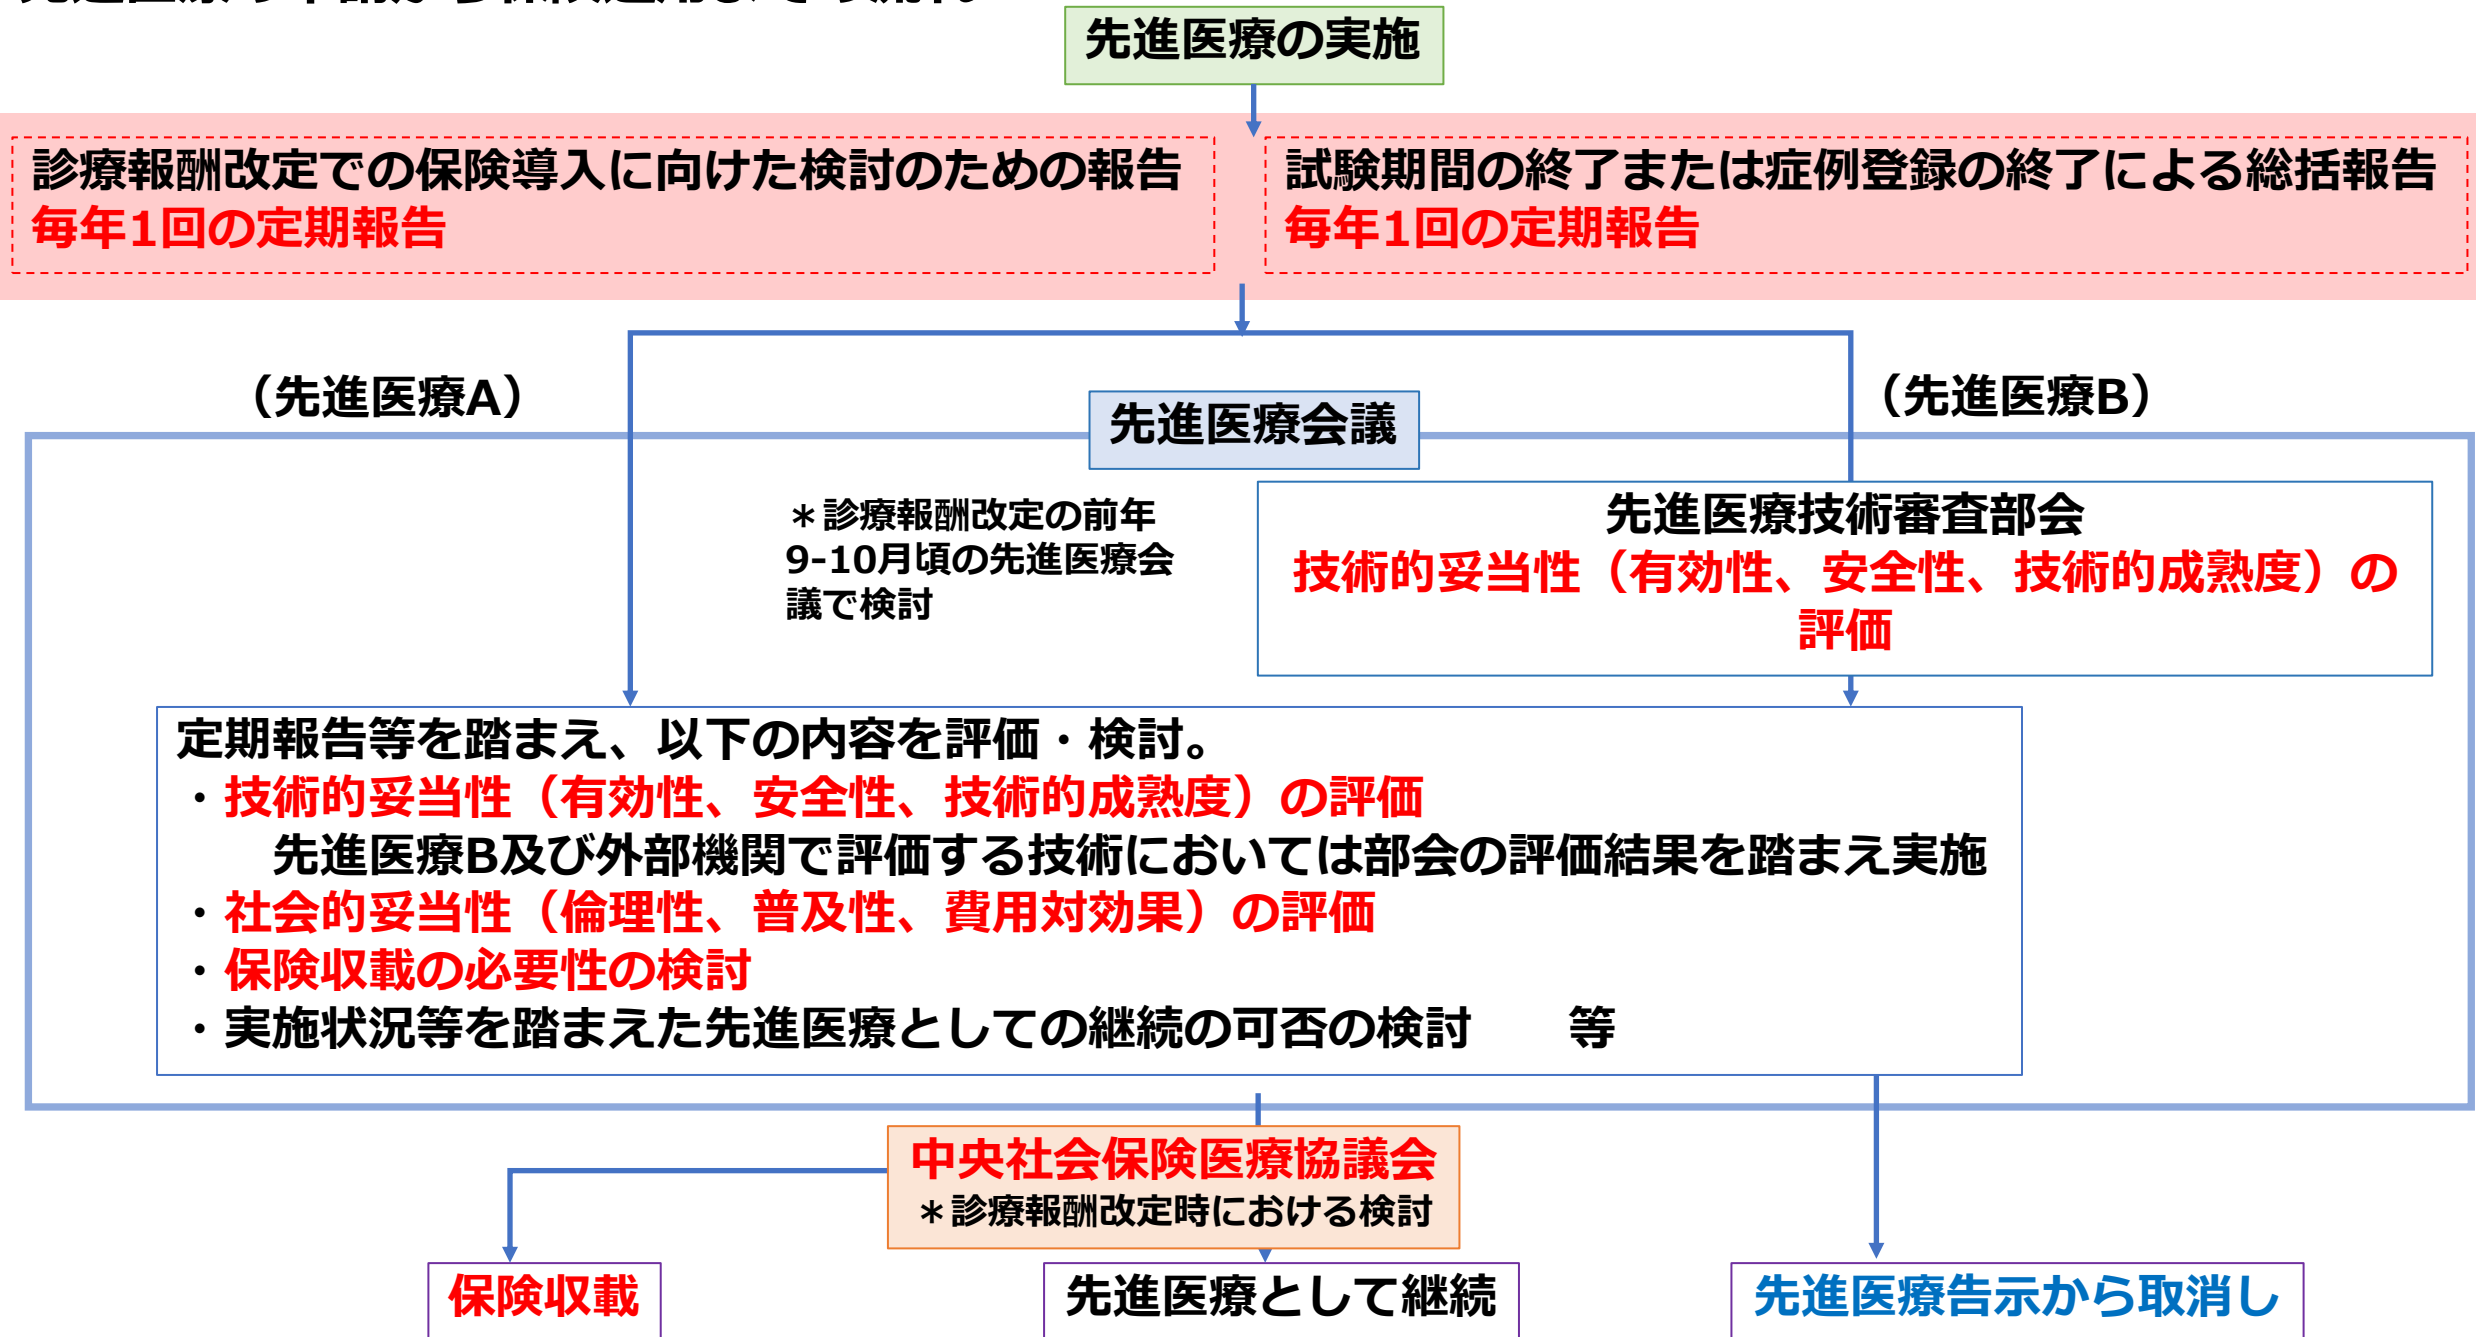 先進医療の実施
診療報酬改定での保険導入に向けた検討のための報告
毎年1回の定期報告
試験期間の終了または症例登録の終了による総括報告
毎年1回の定期報告
（先進医療A）
（先進医療B）
先進医療会議
＊診療報酬改定の前年
9-10月頃の先進医療会
議で検討
先進医療技術審査部会
技術的妥当性（有効性、安全性、技術的成熟度）の
評価
定期報告等を踏まえ、以下の内容を評価・検討。
・技術的妥当性（有効性、安全性、技術的成熟度）の評価
先進医療B及び外部機関で評価する技術においては部会の評価結果を踏まえ実施
・社会的妥当性（倫理性、普及性、費用対効果）の評価
・保険収載の必要性の検討
・実施状況等を踏まえた先進医療としての継続の可否の検討　　等
中央社会保険医療協議会
＊診療報酬改定時における検討
保険収載
先進医療として継続
先進医療告示から取消し